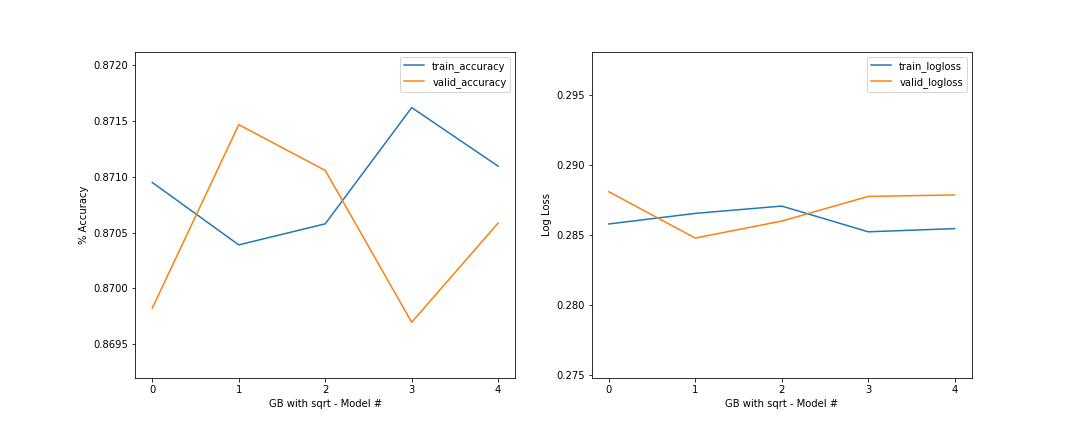 0.8720
0.8715
0.8710
0.8705
0.8700
0.8695
% Accuracy
train_accuracy
valid_accuracy
0 1 2 3 4
GB with sqrt - Model #
0.295
0.290
0.285
0.280
0.275
Log Loss
train_logloss
valid_logloss
0 1 2 3 4
GB with sqrt - Model #